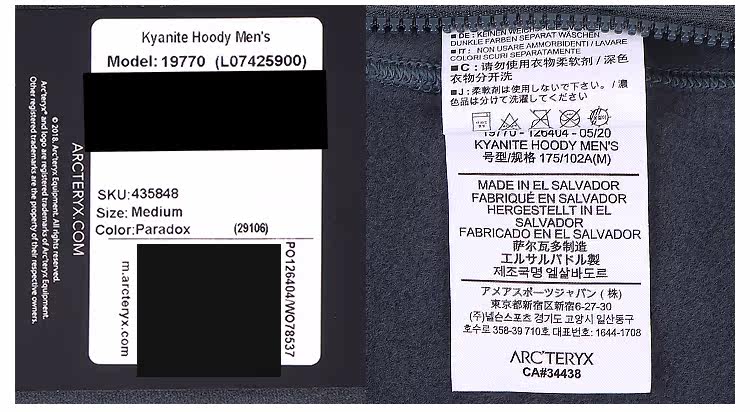 Kyanite Hoody Men's
Model: 19770 (L07425900)
SKU:435848
Size: Medium
Color:Paradox (29106)
PO126404/WO78537
m.arcteryx.com
ARCTERYX.COM
Arc'teryx Equipment. All rights reserved.
Arc'teryx® and logo are registered trademarks of Arc'teryx Equipment.
Other registered trademarks are the property of their respective owners.
■ DE: KEINEN WEICHS
DUNKLE FARBEN SEPARAT WASCHEN
■ IT: NON USARE AMMORBIDENTI / LAVARE
COLORI SCURI SEPARATAMENTE
■ C: 请勿使用衣物柔软剂 / 深色
衣物分开洗
■ J: 柔軟剤は使用しないで下さい。/ 濃
色品は分けて洗濯してください
19770 - 126404 - 05/20
KYANITE HOODY MEN'S
号型/规格 175/102A(M)
MADE IN EL SALVADOR
FABRIQUÉ EN SALVADOR
HERGESTELLT IN EL
SALVADOR
FABRICADO EN EL SALVADOR
萨尔瓦多制造
エルサルバドル製
제조국명 엘살바도르
アメアスポーツジャパン ( 株)
東京都新宿区新宿6-27-30
(주)넬슨스포츠 경기도 고양시 일산동구
호수로 358-39 710호 대표번호: 1644-1708
ARC'TERYX
CA#34438